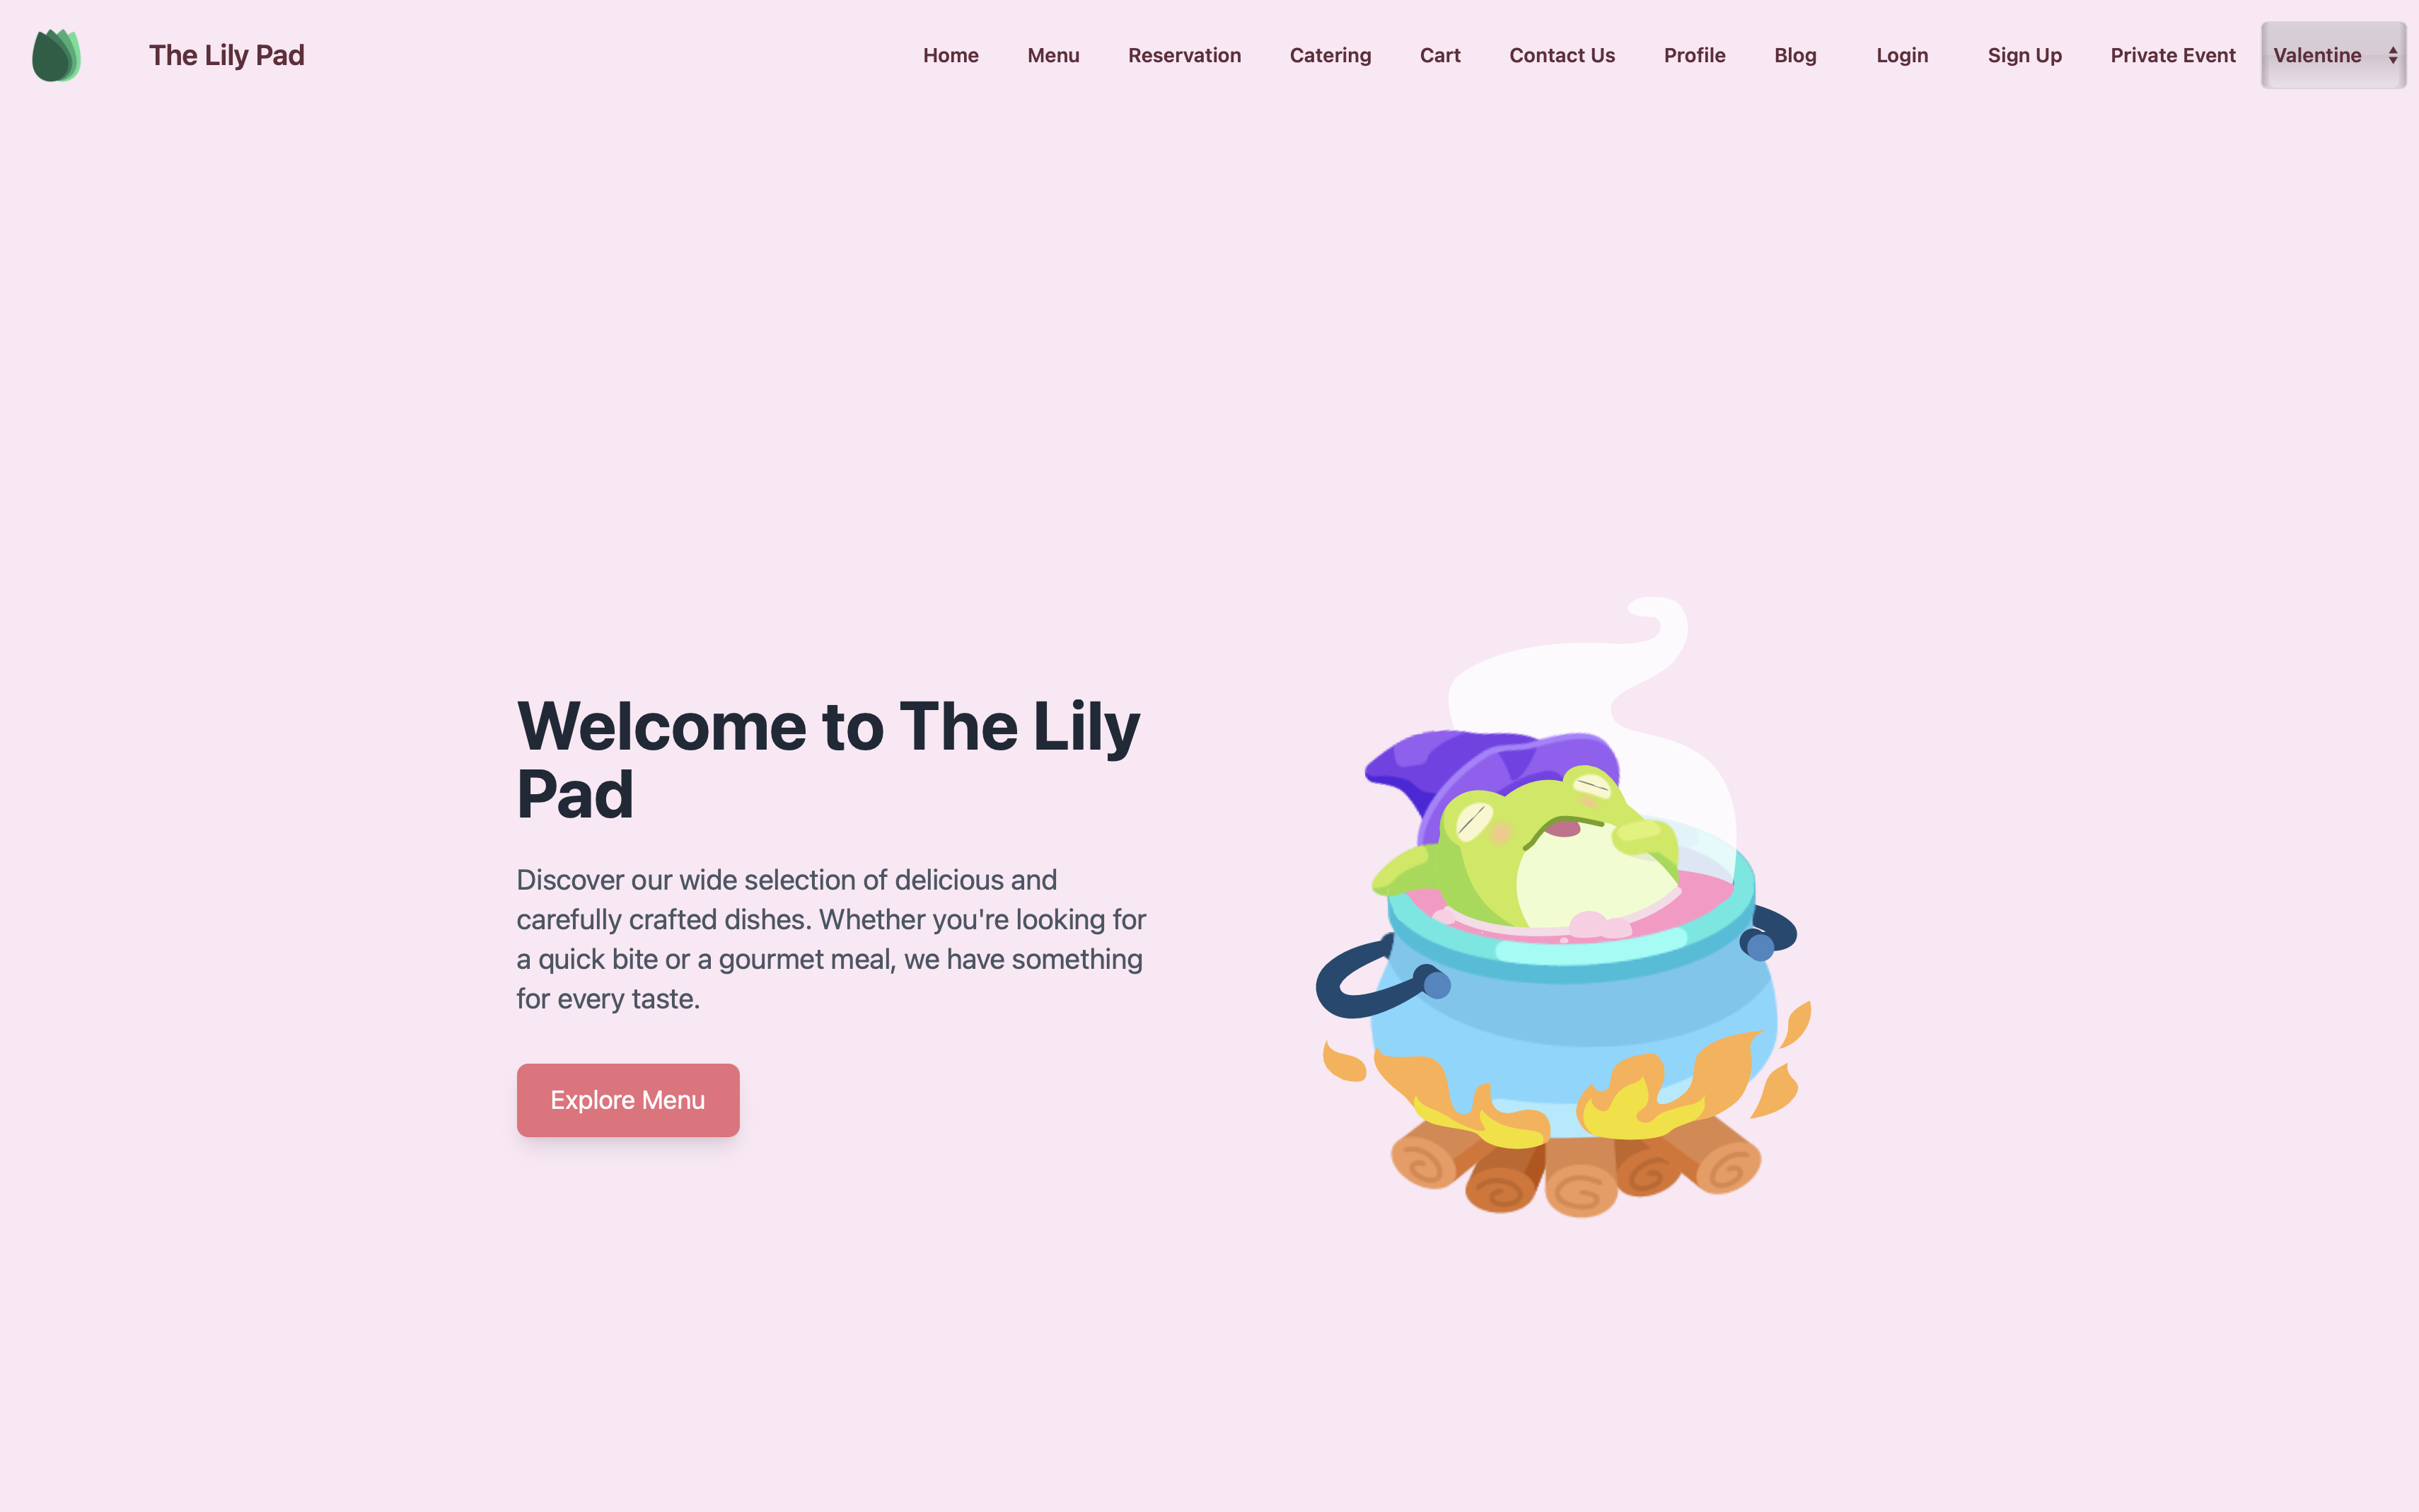 The Lily Pad
Home Menu Reservation Catering Cart Contact Us Profile Blog Login Sign Up Private Event Valentine
Welcome to The Lily
Pad
Discover our wide selection of delicious and
carefully crafted dishes. Whether you're looking for
a quick bite or a gourmet meal, we have something
for every taste.
Explore Menu